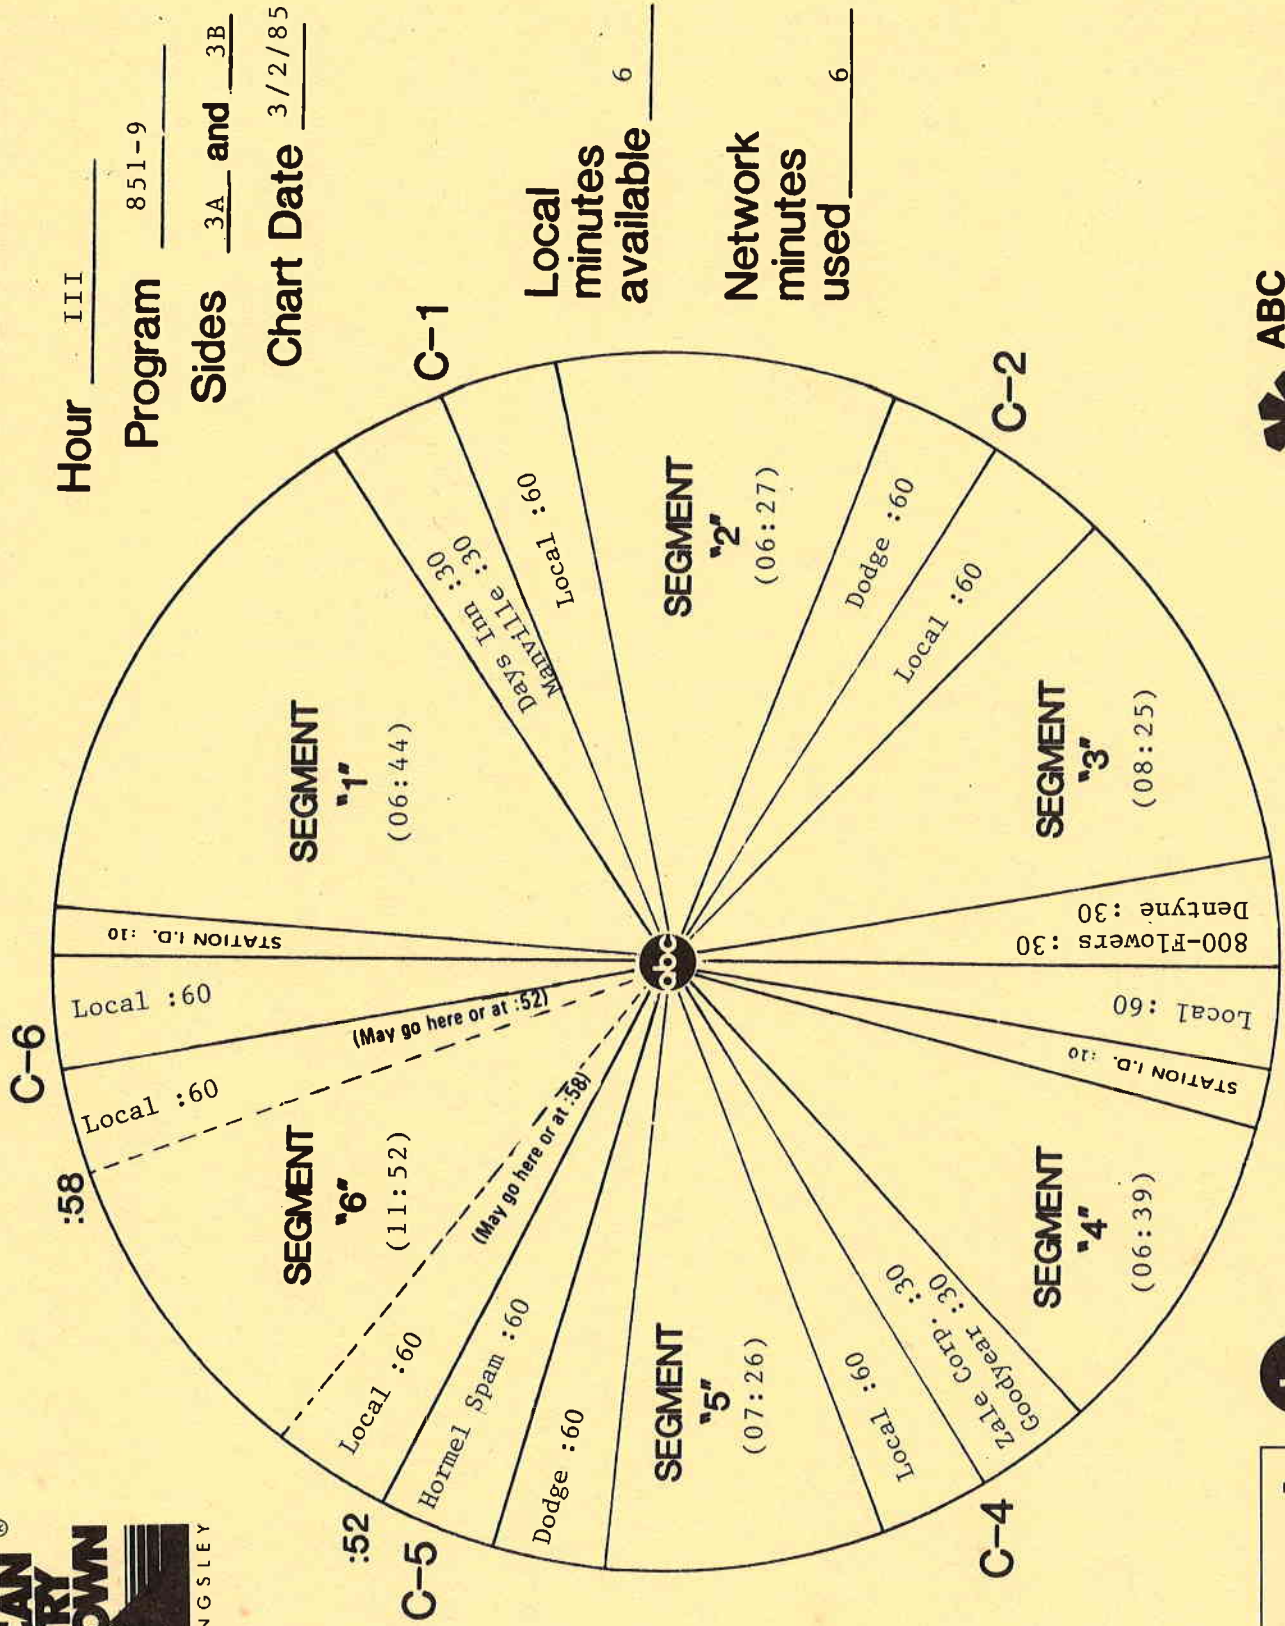 Hour III
Program 851-9
Sides 3A and 3B
Chart Date 3/2/85
C-1
Local
minutes
available 6
Network
minutes
used 6
C-2
ABC
SEGMENT
"1"
(06:44)
Days Inn :30
Manville :30
Local :60
SEGMENT
"2"
(06:27)
Dodge :60
Local :60
SEGMENT
"3"
(08:25)
Dentyne :30
800-Flowers :30
Local :60
STATION I.D. :10
SEGMENT
"4"
(06:39)
Goodyear :30
Zale Corp. :30
C-4
Local :60
SEGMENT
"5"
(07:26)
Dodge :60
Hormel Spam :60
C-5
:52
Local :60
(May go here or at :58)
SEGMENT
"6"
(11:52)
:58
(May go here or at :52)
Local :60
C-6
Local :60
STATION I.D. :10
abc
®
OWN
NGSLEY